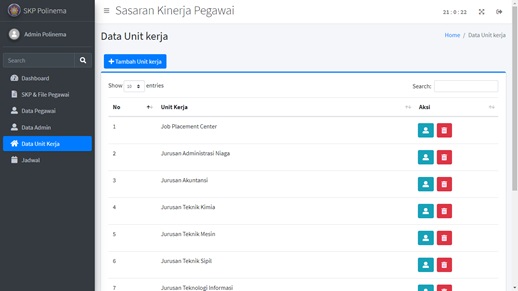 SKP Polinema
Sasaran Kinerja Pegawai
21 : 0 : 22
Admin Polinema
Data Unit kerja
Home / Data Unit kerja
Search
Tambah Unit kerja
Dashboard
SKP & File Pegawai
Data Pegawai
Data Admin
Data Unit Kerja
Jadwal
Show 10 entries
Search:
No Unit Kerja Aksi
1 Job Placement Center
2 Jurusan Administrasi Niaga
3 Jurusan Akuntansi
4 Jurusan Teknik Kimia
5 Jurusan Teknik Mesin
6 Jurusan Teknik Sipil
7 Jurusan Teknologi Informasi